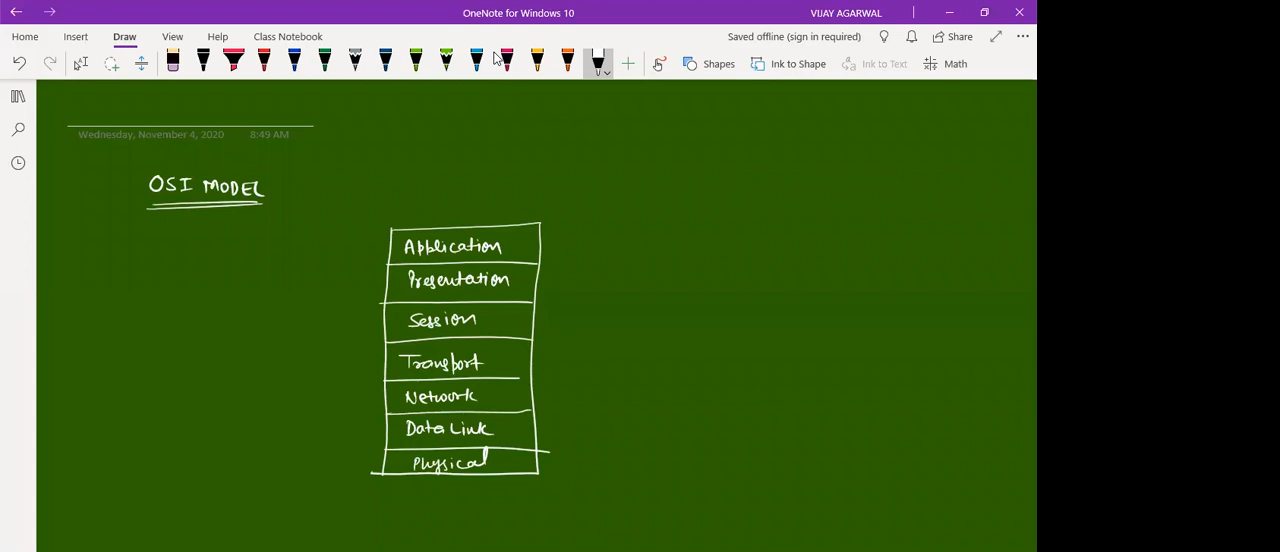 OneNote for Windows 10
VIJAY AGARWAL
Home Insert Draw View Help Class Notebook
Saved offline (sign in required)
Share
Shapes
Ink to Shape
Ink to Text
Math
Wednesday, November 4, 2020 8:49 AM
OSI MODEL
Application
Presentation
Session
Transport
Network
Data Link
Physical